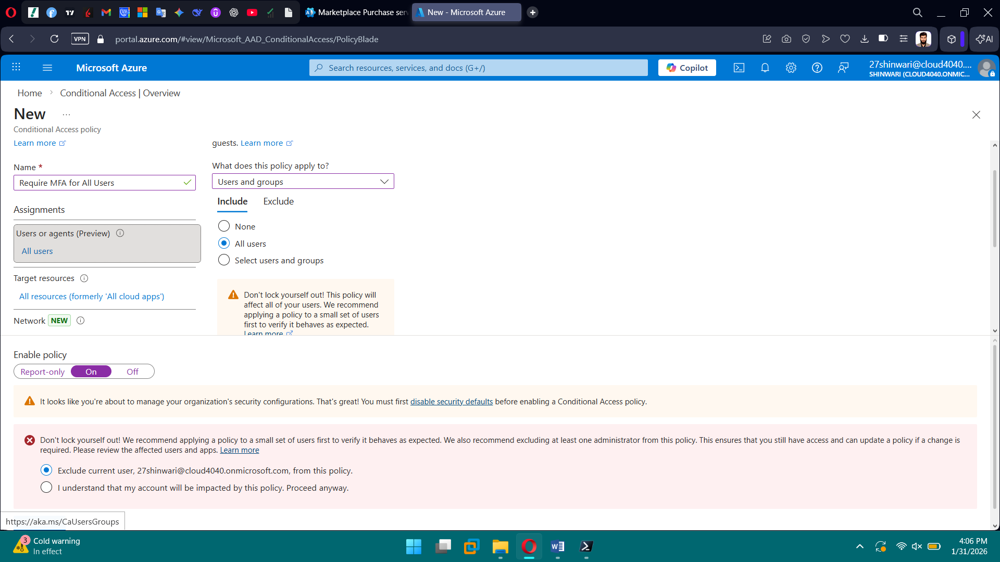 Marketplace Purchase ser
New - Microsoft Azure
VPN
portal.azure.com/#view/Microsoft_AAD_ConditionalAccess/PolicyBlade
AI
Microsoft Azure
Search resources, services, and docs (G+/)
Copilot
27shinwari@cloud4040....
SHINWARI (CLOUD4040.ONMIC...
Home > Conditional Access | Overview
New ...
Conditional Access policy
Learn more
guests. Learn more
Name *
Require MFA for All Users
What does this policy apply to?
Users and groups
Include Exclude
Assignments
None
Users or agents (Preview)
All users
All users
Select users and groups
Target resources
All resources (formerly 'All cloud apps')
Network NEW
Don't lock yourself out! This policy will
affect all of your users. We recommend
applying a policy to a small set of users
first to verify it behaves as expected.
Learn more
Enable policy
Report-only On Off
It looks like you're about to manage your organization's security configurations. That's great! You must first disable security defaults before enabling a Conditional Access policy.
Don't lock yourself out! We recommend applying a policy to a small set of users first to verify it behaves as expected. We also recommend excluding at least one administrator from this policy. This ensures that you still have access and can update a policy if a change is
required. Please review the affected users and apps. Learn more
Exclude current user, 27shinwari@cloud4040.onmicrosoft.com, from this policy.
I understand that my account will be impacted by this policy. Proceed anyway.
https://aka.ms/CaUsersGroups
3
Cold warning
In effect
4:06 PM
1/31/2026